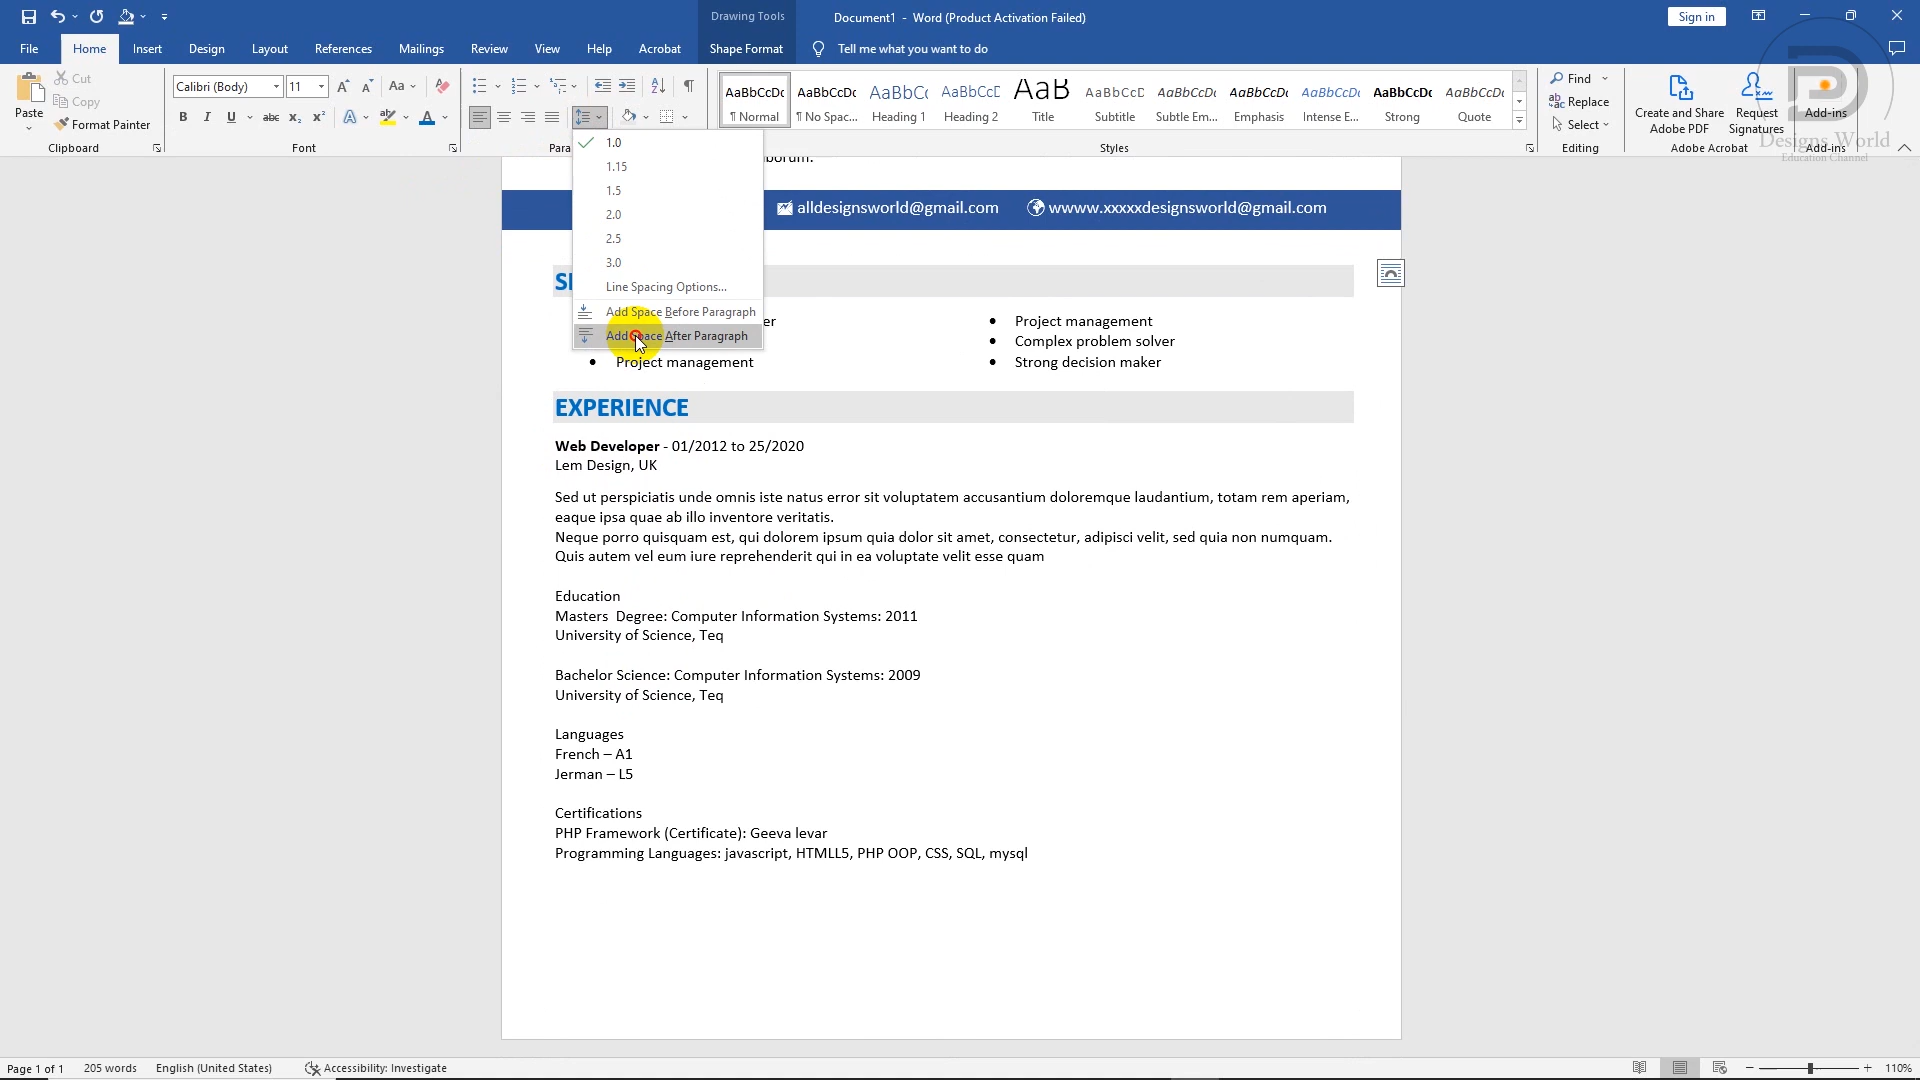 Drawing Tools
Document1 - Word (Product Activation Failed)
Sign in
File
Home
Insert
Design
Layout
References
Mailings
Review
View
Help
Acrobat
Shape Format
Tell me what you want to do
Paste
Cut
Copy
Format Painter
Clipboard
Calibri (Body)
11
Font
Para
AaBbCcDc
¶ Normal
AaBbCcDc
¶ No Spac...
AaBbCc
Heading 1
AaBbCcC
Heading 2
AaB
Title
AaBbCcD
Subtitle
AaBbCcDc
Subtle Em...
AaBbCcDc
Emphasis
AaBbCcDc
Intense E...
AaBbCcDc
Strong
AaBbCcDc
Quote
Styles
Find
Replace
Select
Editing
Create and Share
Adobe PDF
Request
Signatures
Adobe Acrobat
Add-ins
Add-ins
Designs World
Education Channel
1.0
1.15
1.5
2.0
2.5
3.0
Line Spacing Options...
Add Space Before Paragraph
Add Space After Paragraph
alldesignsworld@gmail.com
wwww.xxxxxdesignsworld@gmail.com
er
• Project management
• Project management
• Complex problem solver
• Strong decision maker
EXPERIENCE
Web Developer - 01/2012 to 25/2020
Lem Design, UK
Sed ut perspiciatis unde omnis iste natus error sit voluptatem accusantium doloremque laudantium, totam rem aperiam,
eaque ipsa quae ab illo inventore veritatis.
Neque porro quisquam est, qui dolorem ipsum quia dolor sit amet, consectetur, adipisci velit, sed quia non numquam.
Quis autem vel eum iure reprehenderit qui in ea voluptate velit esse quam
Education
Masters  Degree: Computer Information Systems: 2011
University of Science, Teq
Bachelor Science: Computer Information Systems: 2009
University of Science, Teq
Languages
French – A1
Jerman – L5
Certifications
PHP Framework (Certificate): Geeva levar
Programming Languages: javascript, HTMLL5, PHP OOP, CSS, SQL, mysql
Page 1 of 1
205 words
English (United States)
Accessibility: Investigate
110%